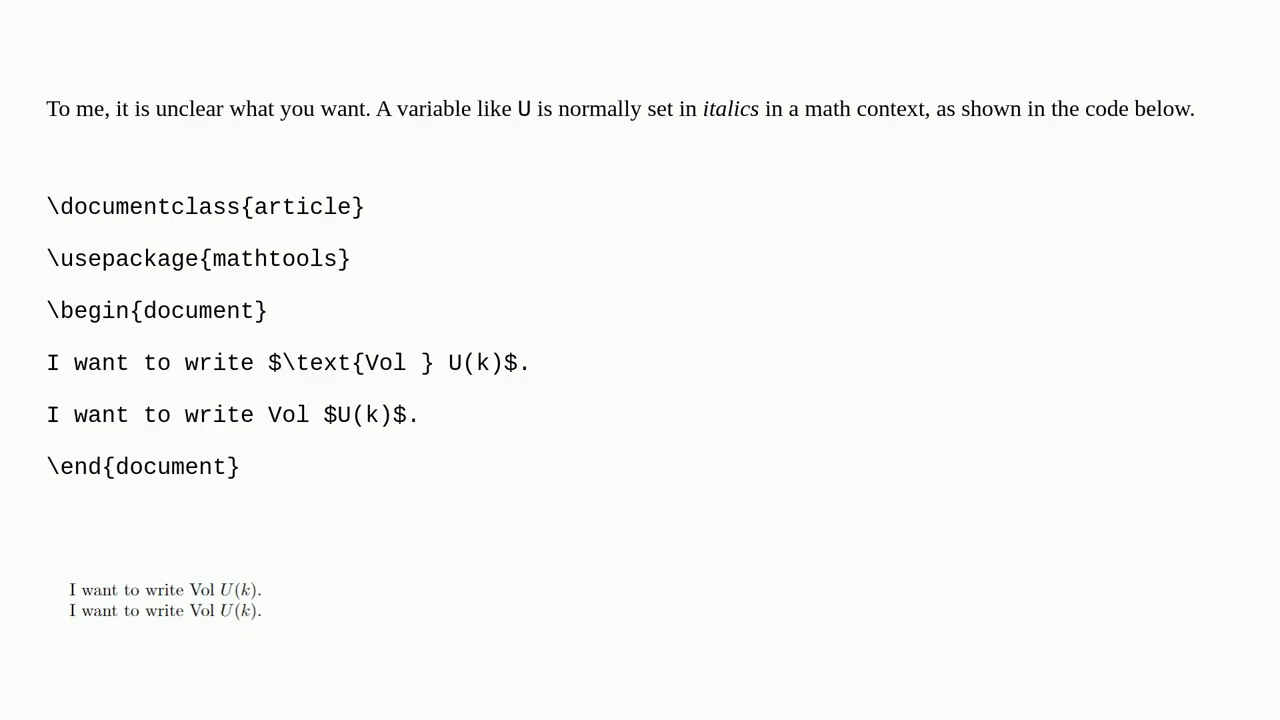 To me, it is unclear what you want. A variable like U is normally set in italics in a math context, as shown in the code below.
\documentclass{article}
\usepackage{mathtools}
\begin{document}
I want to write $\text{Vol } U(k)$.
I want to write Vol $U(k)$.
\end{document}
I want to write Vol U(k).
I want to write Vol U(k).